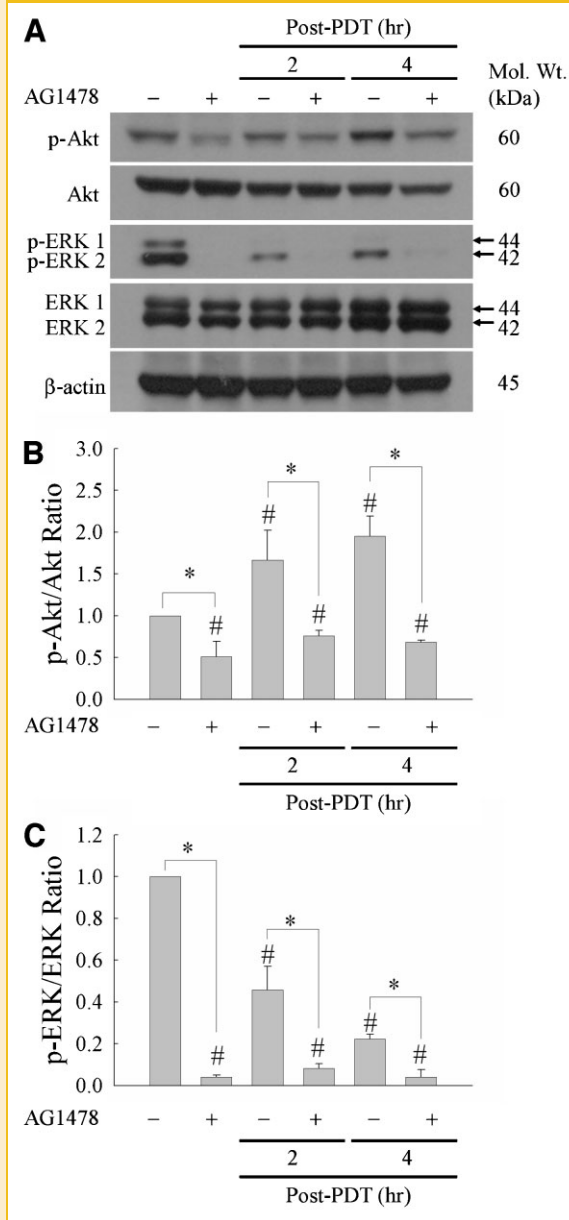 A
Post-PDT (hr)
2 4
Mol. Wt.
(kDa)
AG1478 – + – + – +
p-Akt 60
Akt 60
p-ERK 1 44
p-ERK 2 42
ERK 1 44
ERK 2 42
β-actin 45
B
p-Akt/Akt Ratio
3.0
2.5
2.0
1.5
1.0
0.5
0.0
* * *
# # # # #
AG1478 – + – + – +
2 4
Post-PDT (hr)
C
p-ERK/ERK Ratio
1.2
1.0
0.8
0.6
0.4
0.2
0.0
* * *
# # # # #
AG1478 – + – + – +
2 4
Post-PDT (hr)